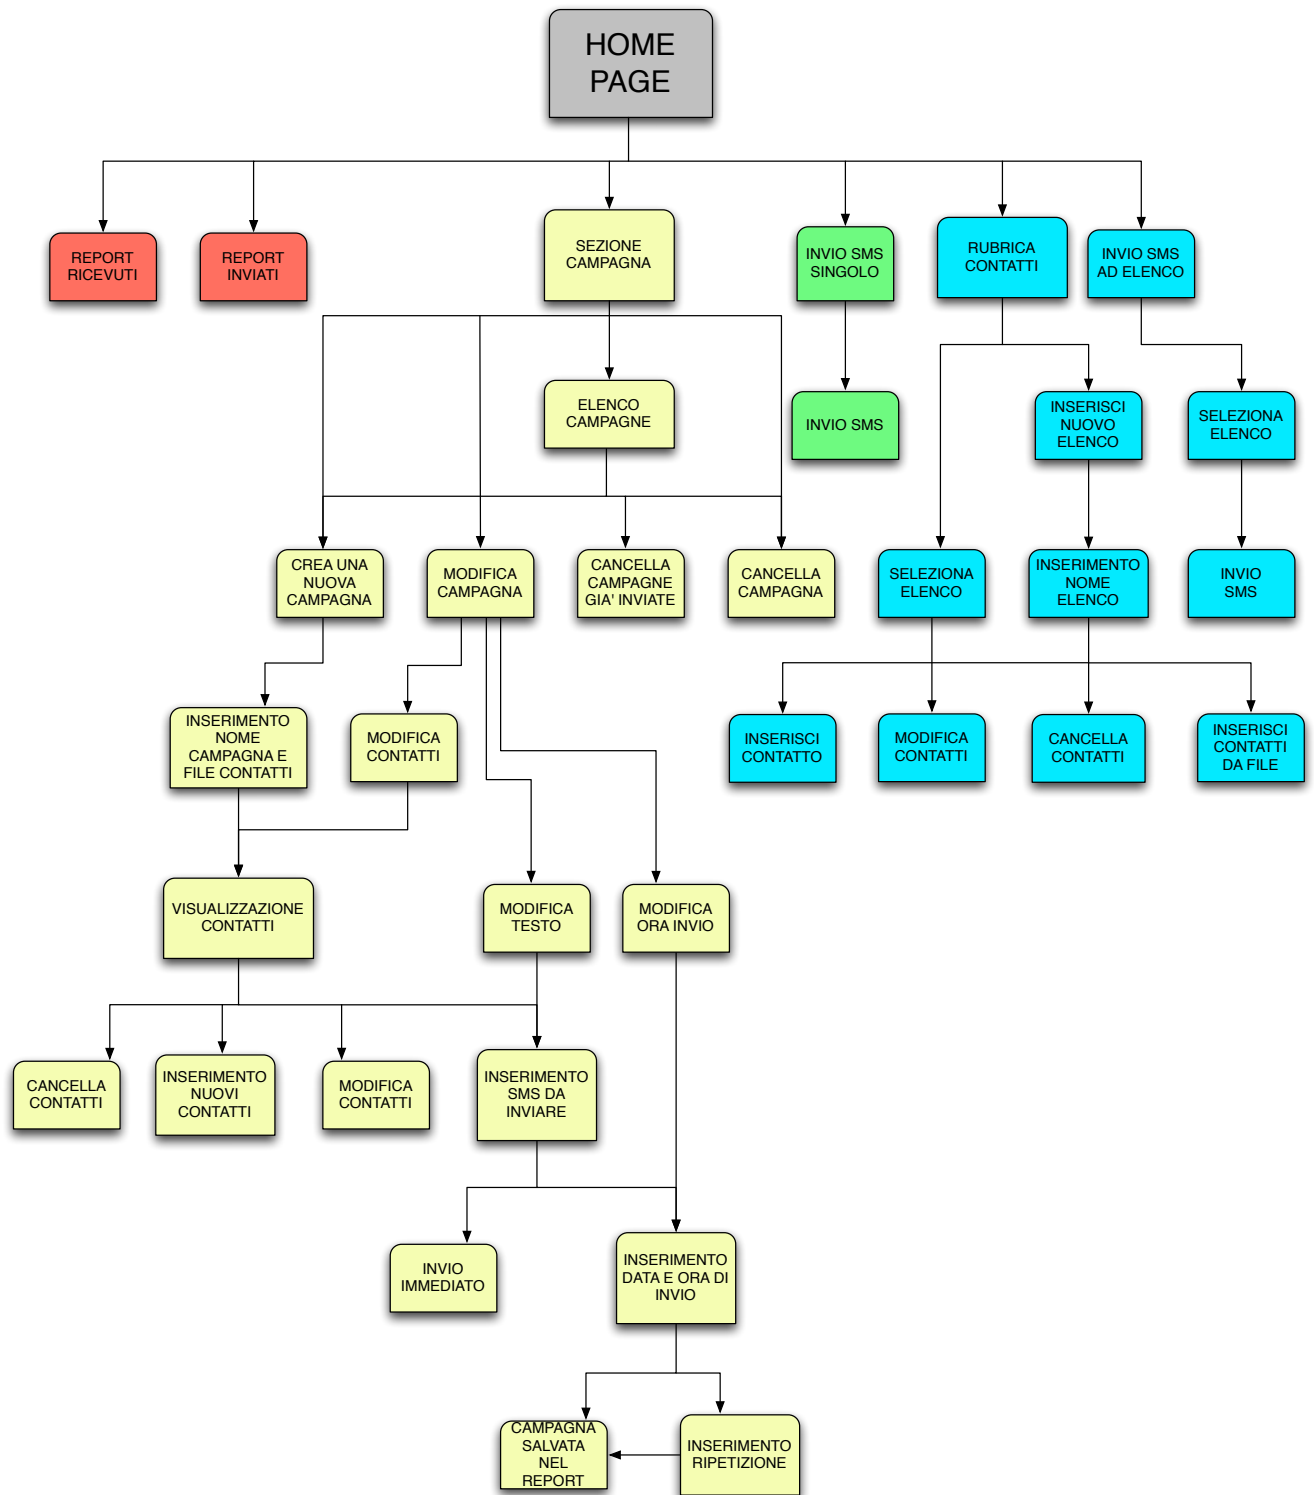 HOME
PAGE
REPORT
RICEVUTI
REPORT
INVIATI
SEZIONE
CAMPAGNA
INVIO SMS
SINGOLO
RUBRICA
CONTATTI
INVIO SMS
AD ELENCO
ELENCO
CAMPAGNE
INVIO SMS
INSERISCI
NUOVO
ELENCO
SELEZIONA
ELENCO
CREA UNA
NUOVA
CAMPAGNA
MODIFICA
CAMPAGNA
CANCELLA
CAMPAGNE
GIA' INVIATE
CANCELLA
CAMPAGNA
SELEZIONA
ELENCO
INSERIMENTO
NOME
ELENCO
INVIO
SMS
INSERIMENTO
NOME
CAMPAGNA E
FILE CONTATTI
MODIFICA
CONTATTI
INSERISCI
CONTATTO
MODIFICA
CONTATTI
CANCELLA
CONTATTI
INSERISCI
CONTATTI
DA FILE
VISUALIZZAZIONE
CONTATTI
MODIFICA
TESTO
MODIFICA
ORA INVIO
CANCELLA
CONTATTI
INSERIMENTO
NUOVI
CONTATTI
MODIFICA
CONTATTI
INSERIMENTO
SMS DA
INVIARE
INVIO
IMMEDIATO
INSERIMENTO
DATA E ORA DI
INVIO
CAMPAGNA
SALVATA
NEL
REPORT
INSERIMENTO
RIPETIZIONE